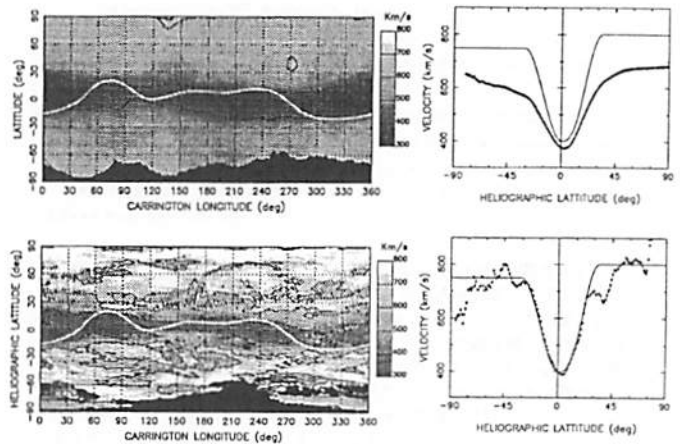 Km/s
800
700
600
500
400
300
90
60
30
0
-30
-60
-90
LATITUDE (deg)
0 30 60 90 120 150 180 210 240 270 300 330 360
CARRINGTON LONGITUDE (deg)
VELOCITY (km/s)
800
600
400
-90 -45 0 45 90
HELIOGRAPHIC LATTITUDE (deg)
Km/s
800
700
600
500
400
300
90
60
30
0
-30
-60
-90
HELIOGRAPHIC LATITUDE (deg)
0 30 60 90 120 150 180 210 240 270 300 330 360
CARRINGTON LONGITUDE (deg)
VELOCITY (km/s)
800
600
400
-90 -45 0 45 90
HELIOGRAPHIC LATTITUDE (deg)